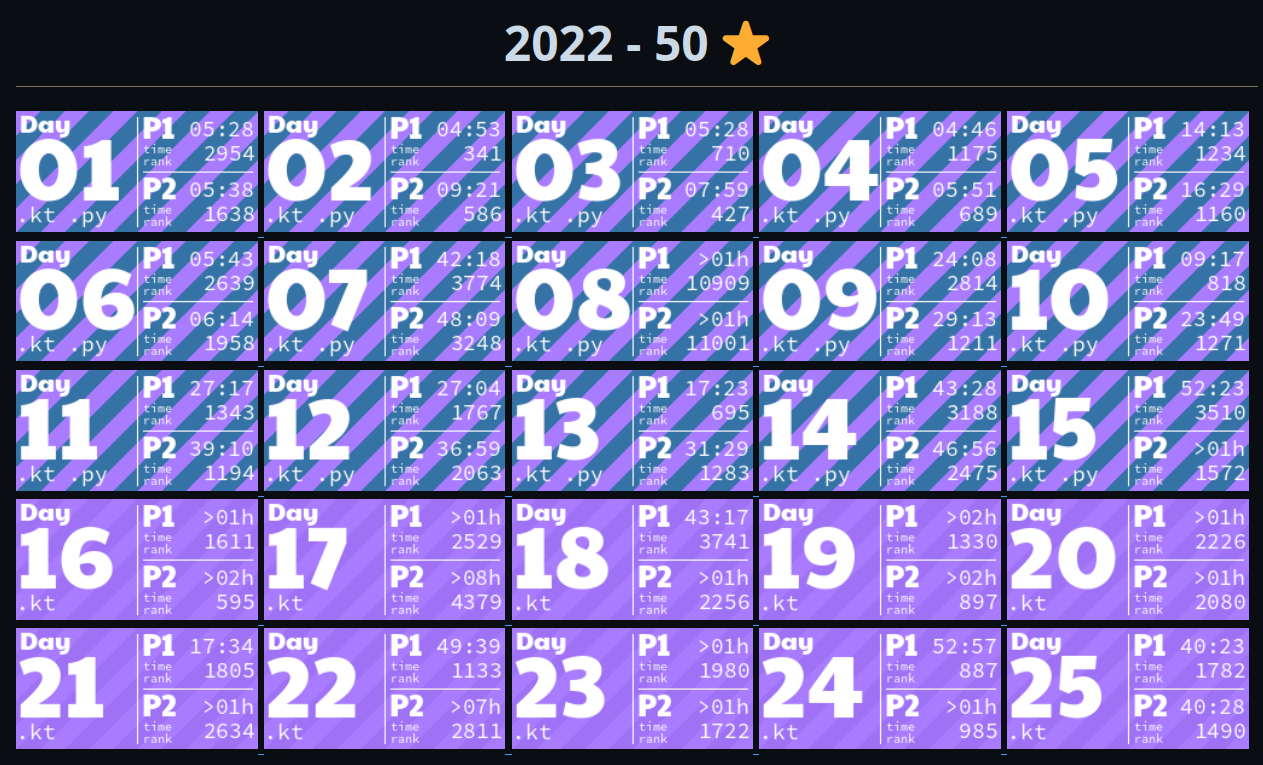 2022 - 50 ⭐
Day 01 .kt .py P1 time 05:28 rank 2954 P2 time 05:38 rank 1638
Day 02 .kt .py P1 time 04:53 rank 341 P2 time 09:21 rank 586
Day 03 .kt .py P1 time 05:28 rank 710 P2 time 07:59 rank 427
Day 04 .kt .py P1 time 04:46 rank 1175 P2 time 05:51 rank 689
Day 05 .kt .py P1 time 14:13 rank 1234 P2 time 16:29 rank 1160
Day 06 .kt .py P1 time 05:43 rank 2639 P2 time 06:14 rank 1958
Day 07 .kt .py P1 time 42:18 rank 3774 P2 time 48:09 rank 3248
Day 08 .kt .py P1 time >01h rank 10909 P2 time >01h rank 11001
Day 09 .kt .py P1 time 24:08 rank 2814 P2 time 29:13 rank 1211
Day 10 .kt .py P1 time 09:17 rank 818 P2 time 23:49 rank 1271
Day 11 .kt .py P1 time 27:17 rank 1343 P2 time 39:10 rank 1194
Day 12 .kt .py P1 time 27:04 rank 1767 P2 time 36:59 rank 2063
Day 13 .kt .py P1 time 17:23 rank 695 P2 time 31:29 rank 1283
Day 14 .kt .py P1 time 43:28 rank 3188 P2 time 46:56 rank 2475
Day 15 .kt .py P1 time 52:23 rank 3510 P2 time >01h rank 1572
Day 16 .kt P1 time >01h rank 1611 P2 time >02h rank 595
Day 17 .kt P1 time >01h rank 2529 P2 time >08h rank 4379
Day 18 .kt P1 time 43:17 rank 3741 P2 time >01h rank 2256
Day 19 .kt P1 time >02h rank 1330 P2 time >02h rank 897
Day 20 .kt P1 time >01h rank 2226 P2 time >01h rank 2080
Day 21 .kt P1 time 17:34 rank 1805 P2 time >01h rank 2634
Day 22 .kt P1 time 49:39 rank 1133 P2 time >07h rank 2811
Day 23 .kt P1 time >01h rank 1980 P2 time >01h rank 1722
Day 24 .kt P1 time 52:57 rank 887 P2 time >01h rank 985
Day 25 .kt P1 time 40:23 rank 1782 P2 time 40:28 rank 1490